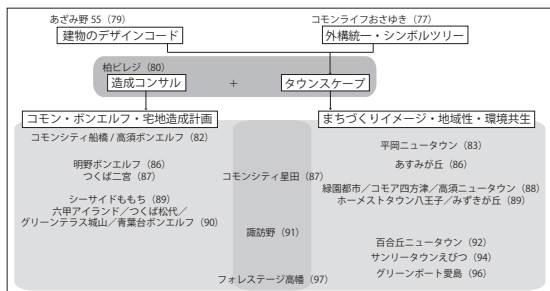 あざみ野 55（79）
コモンライフおさゆき（77）
建物のデザインコード
外構統一・シンボルツリー
柏ビレジ（80）
造成コンサル
+
タウンスケープ
コモン・ボンエルフ・宅地造成計画
まちづくりイメージ・地域性・環境共生
コモンシティ船橋 / 高須ボンエルフ（82）
平岡ニュータウン（83）
明野ボンエルフ（86）
あすみが丘（86）
つくば二宮（87）
コモンシティ星田（87）
緑園都市／コモア四方津／高須ニュータウン（88）
シーサイドももち（89）
ホーメストタウン八王子／みずきが丘（89）
六甲アイランド／つくば松代／
グリーンテラス城山／青葉台ボンエルフ（90）
諏訪野（91）
百合丘ニュータウン（92）
サンリータウンえびつ（94）
グリーンポート愛島（96）
フォレステージ高幡（97）